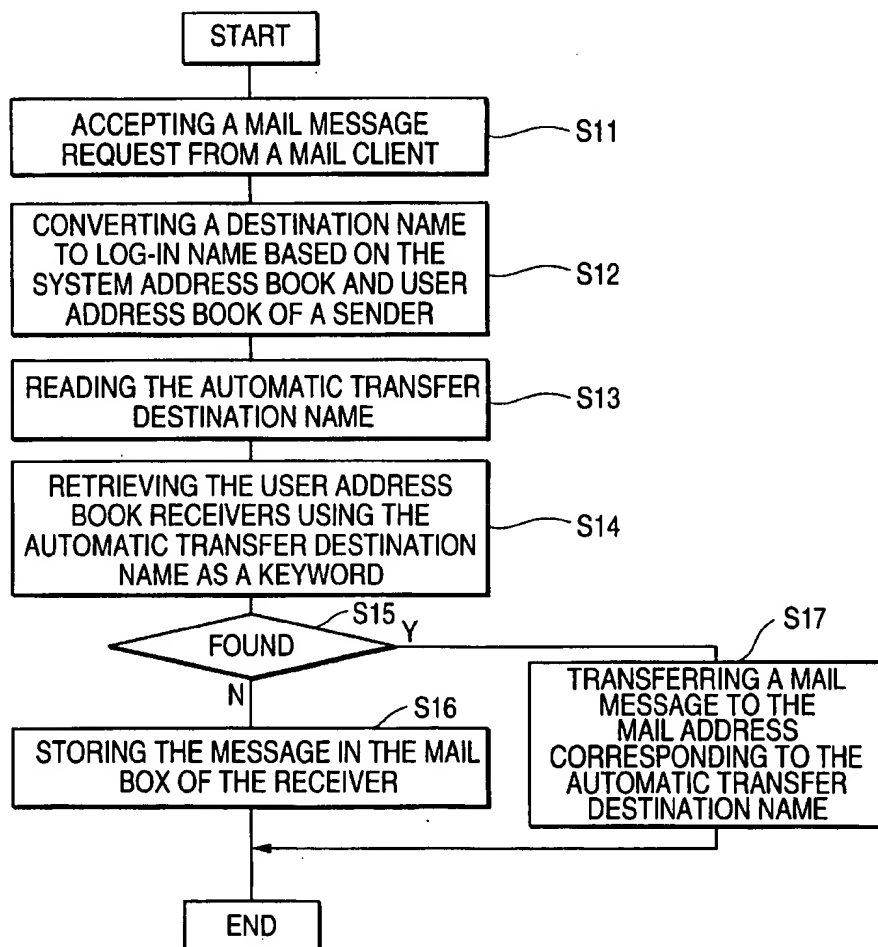 START
ACCEPTING A MAIL MESSAGE
REQUEST FROM A MAIL CLIENT
S11
CONVERTING A DESTINATION NAME
TO LOG-IN NAME BASED ON THE
SYSTEM ADDRESS BOOK AND USER
ADDRESS BOOK OF A SENDER
S12
READING THE AUTOMATIC TRANSFER
DESTINATION NAME
S13
RETRIEVING THE USER ADDRESS
BOOK RECEIVERS USING THE
AUTOMATIC TRANSFER DESTINATION
NAME AS A KEYWORD
S14
S15
FOUND
Y
N
S17
TRANSFERRING A MAIL
MESSAGE TO THE
MAIL ADDRESS
CORRESPONDING TO THE
AUTOMATIC TRANSFER
DESTINATION NAME
S16
STORING THE MESSAGE IN THE MAIL
BOX OF THE RECEIVER
END